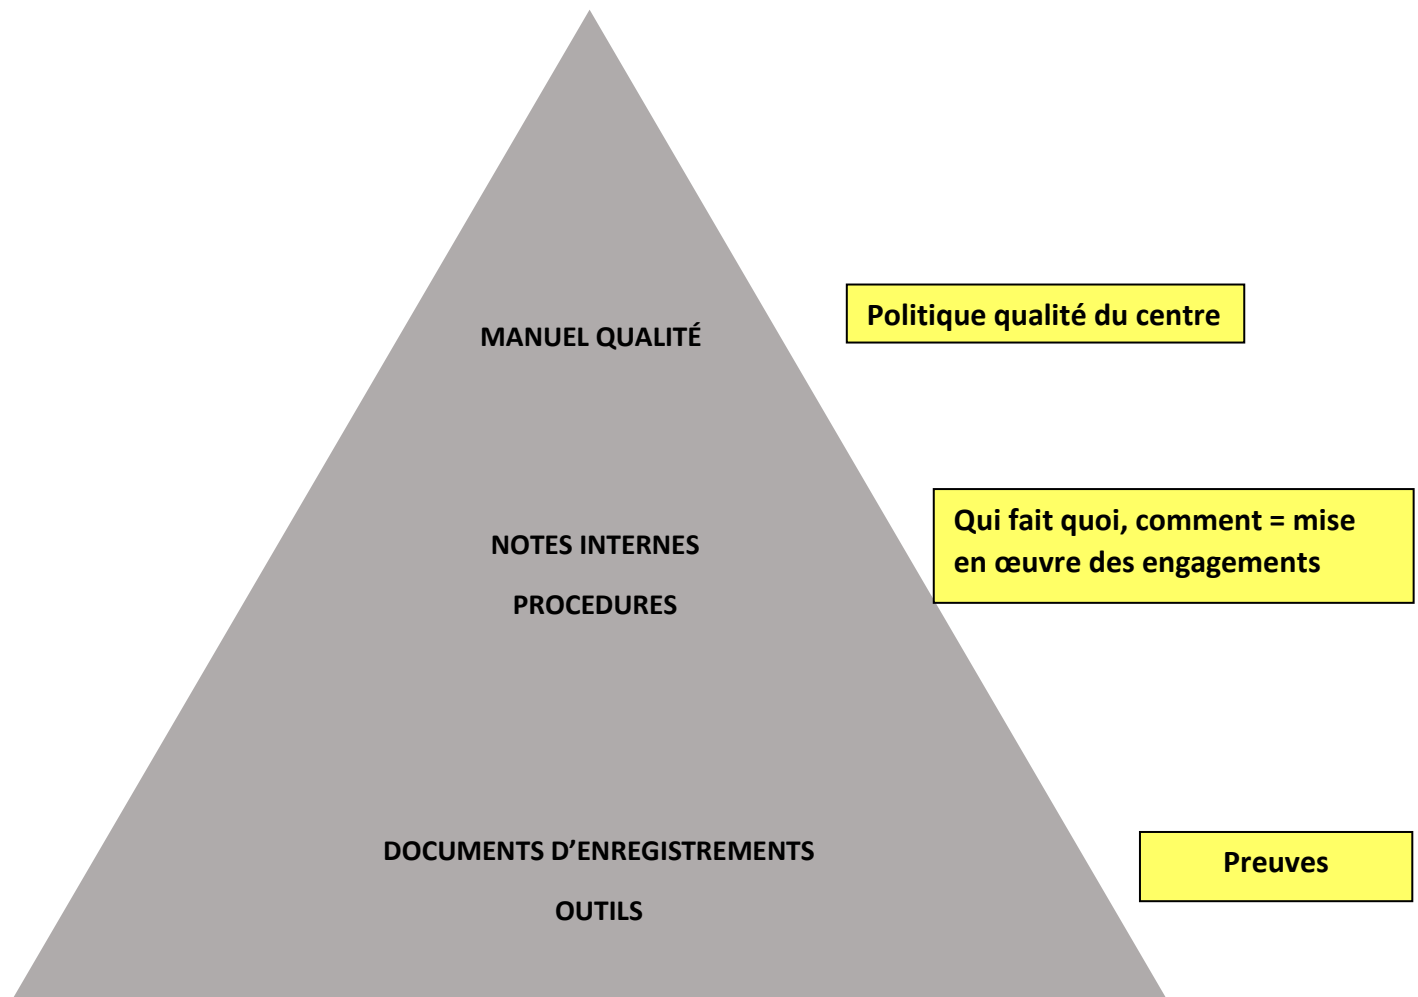 MANUEL QUALITÉ
Politique qualité du centre
NOTES INTERNES
PROCEDURES
Qui fait quoi, comment = mise
en œuvre des engagements
DOCUMENTS D’ENREGISTREMENTS
OUTILS
Preuves